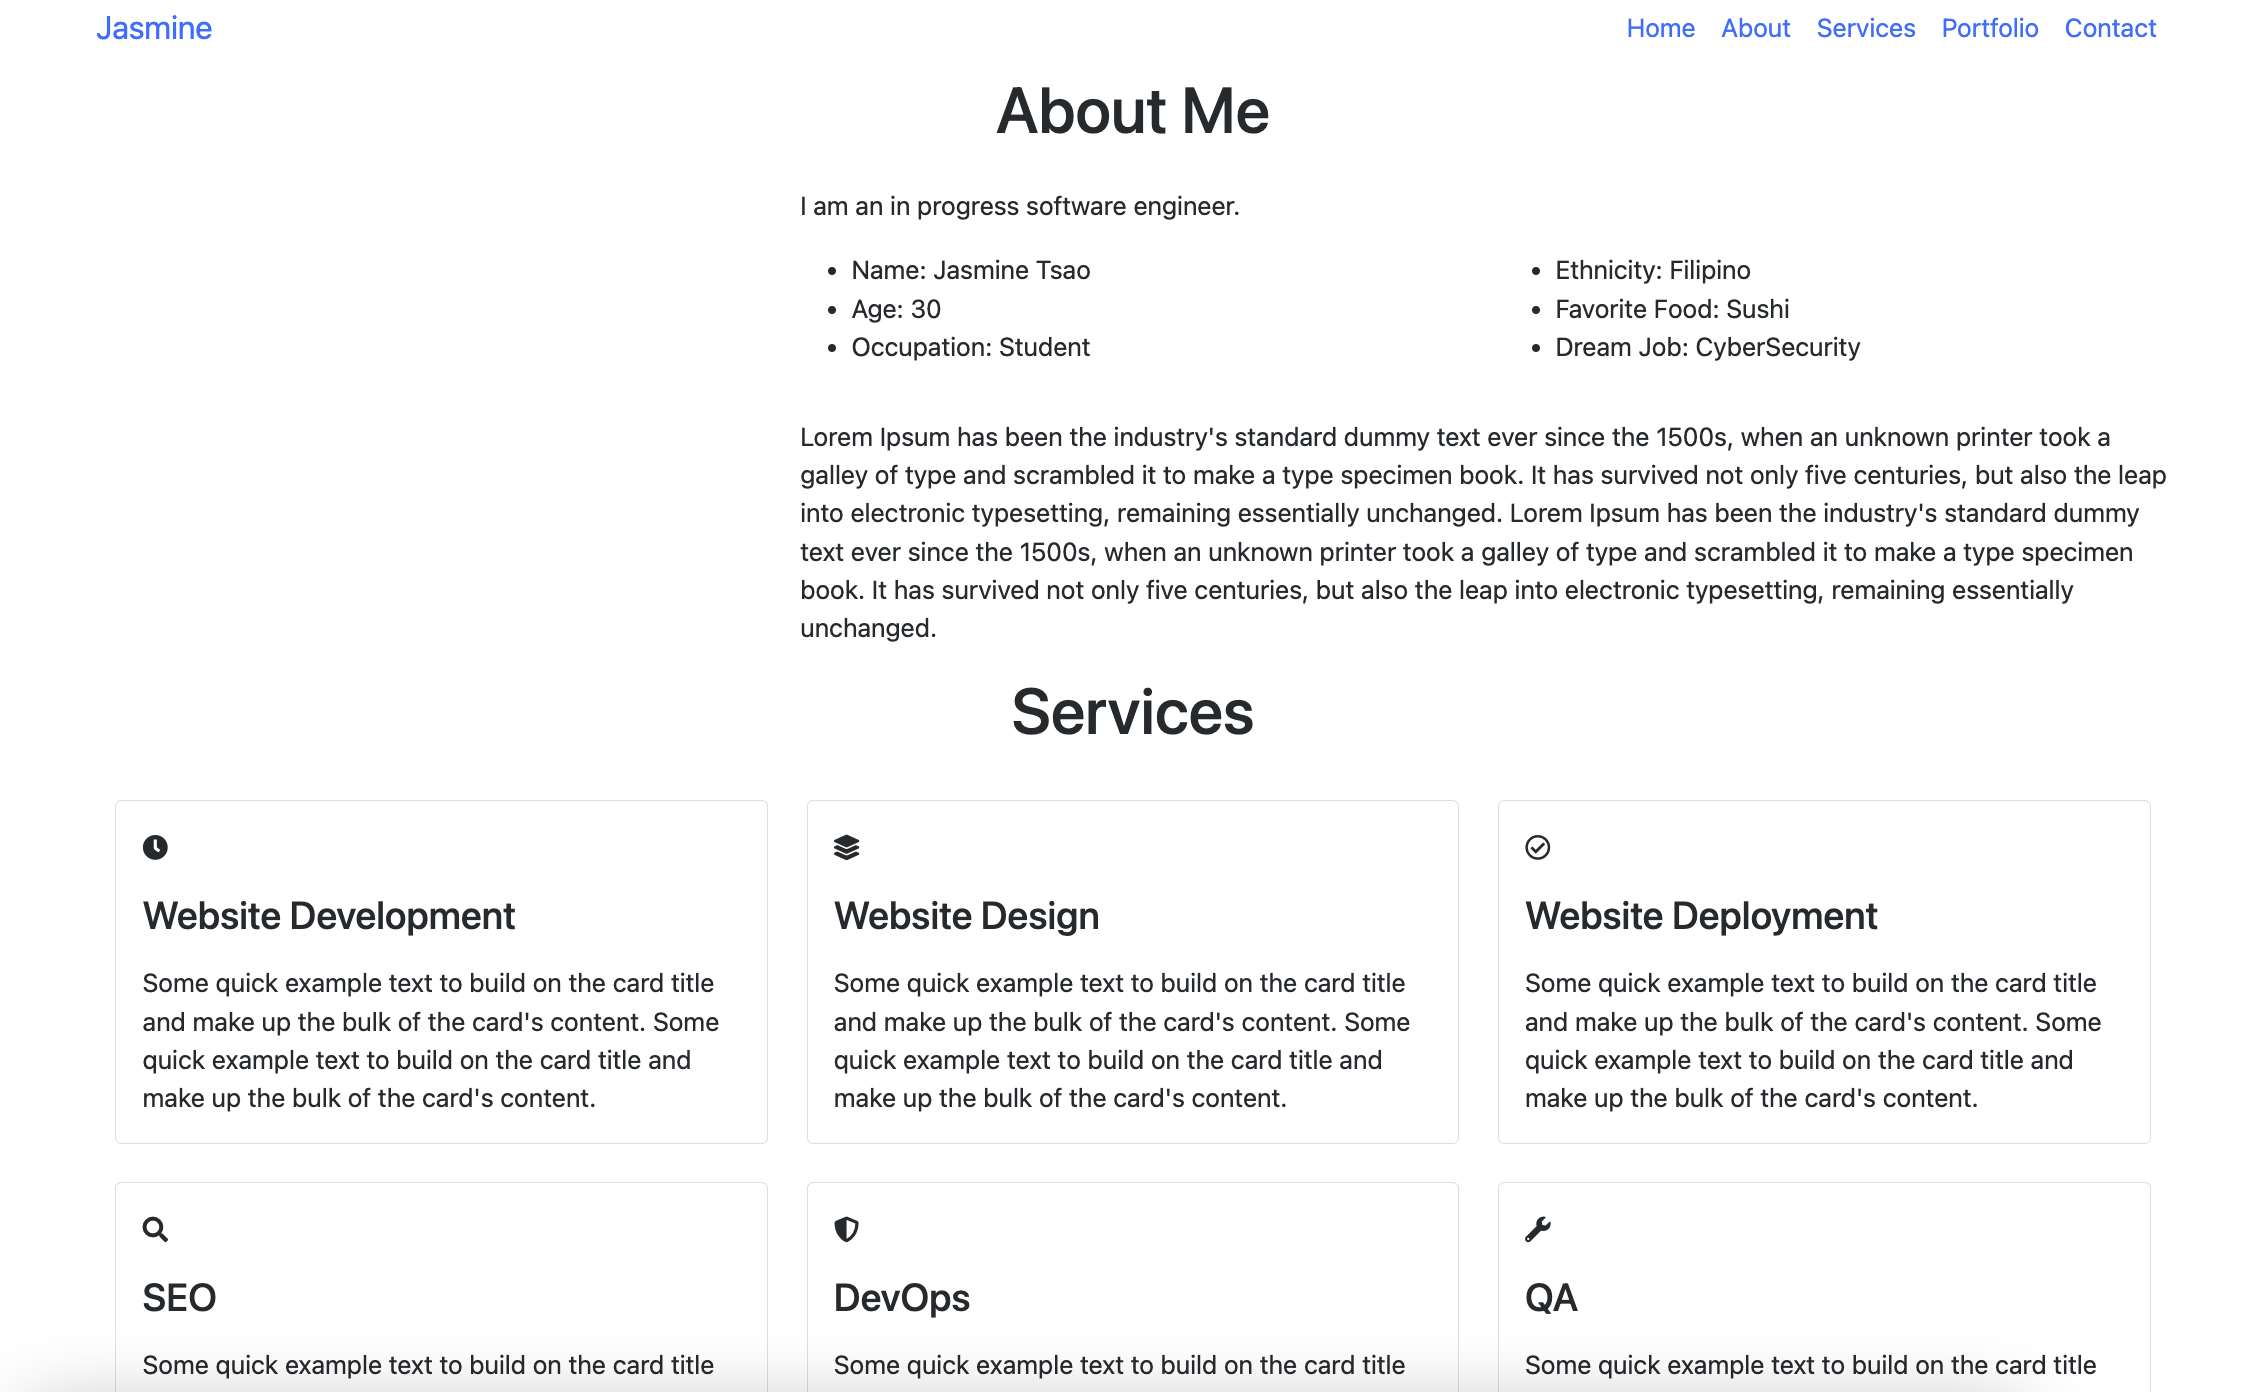 Jasmine
Home About Services Portfolio Contact
About Me
I am an in progress software engineer.
Name: Jasmine Tsao
Age: 30
Occupation: Student
Ethnicity: Filipino
Favorite Food: Sushi
Dream Job: CyberSecurity
Lorem Ipsum has been the industry's standard dummy text ever since the 1500s, when an unknown printer took a
galley of type and scrambled it to make a type specimen book. It has survived not only five centuries, but also the leap
into electronic typesetting, remaining essentially unchanged. Lorem Ipsum has been the industry's standard dummy
text ever since the 1500s, when an unknown printer took a galley of type and scrambled it to make a type specimen
book. It has survived not only five centuries, but also the leap into electronic typesetting, remaining essentially
unchanged.
Services
Website Development
Some quick example text to build on the card title
and make up the bulk of the card's content. Some
quick example text to build on the card title and
make up the bulk of the card's content.
Website Design
Some quick example text to build on the card title
and make up the bulk of the card's content. Some
quick example text to build on the card title and
make up the bulk of the card's content.
Website Deployment
Some quick example text to build on the card title
and make up the bulk of the card's content. Some
quick example text to build on the card title and
make up the bulk of the card's content.
SEO
Some quick example text to build on the card title
DevOps
Some quick example text to build on the card title
QA
Some quick example text to build on the card title